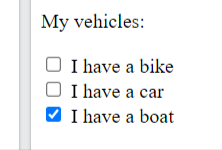 My vehicles:
I have a bike
I have a car
I have a boat